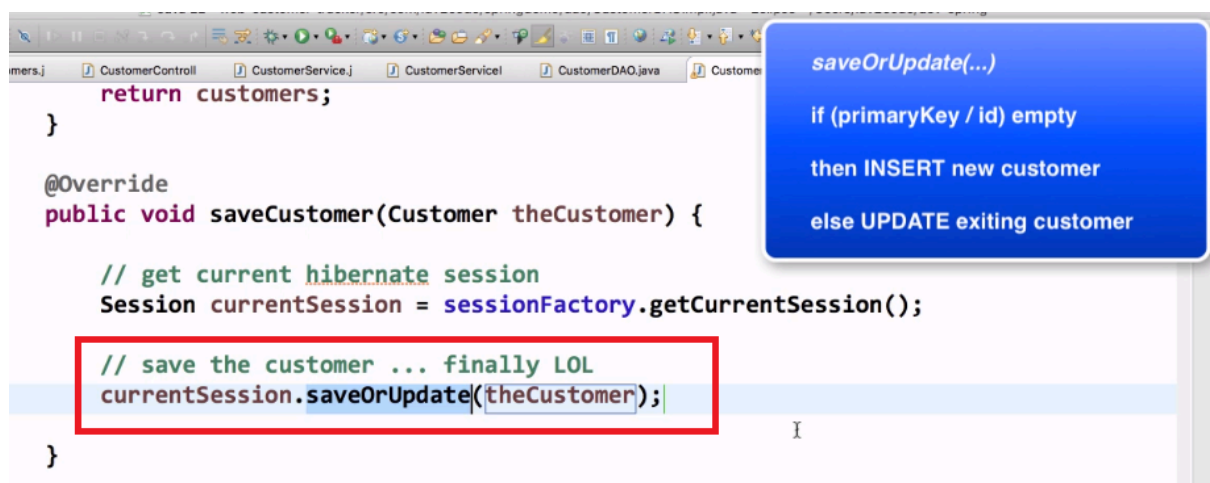 omers.j CustomerControll CustomerService.j CustomerServiceI CustomerDAO.java Custome
return customers;
}
@Override
public void saveCustomer(Customer theCustomer) {
// get current hibernate session
Session currentSession = sessionFactory.getCurrentSession();
// save the customer ... finally LOL
currentSession.saveOrUpdate(theCustomer);
}
saveOrUpdate(...)
if (primaryKey / id) empty
then INSERT new customer
else UPDATE exiting customer